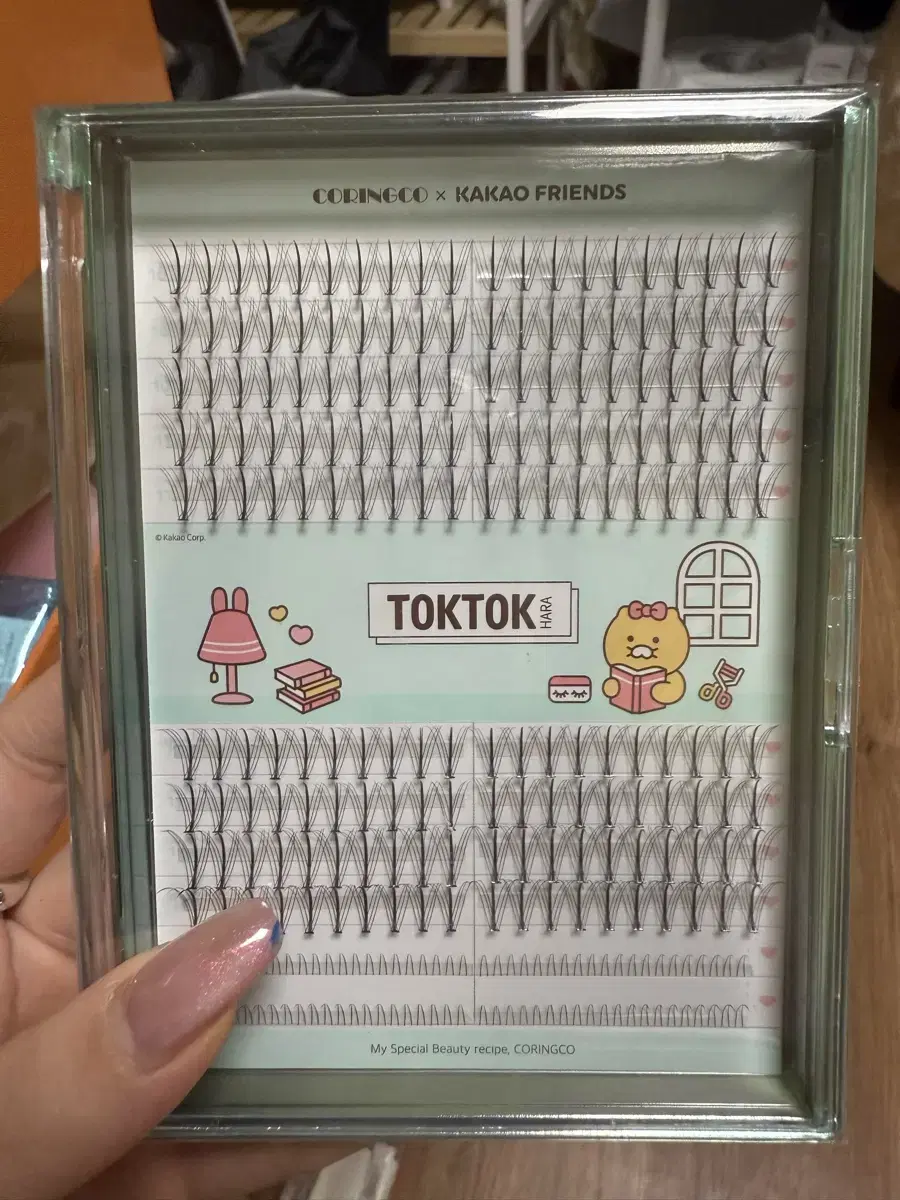 CORINGCO × KAKAO FRIENDS
© Kakao Corp.
TOKTOK HARA
My Special Beauty recipe, CORINGCO